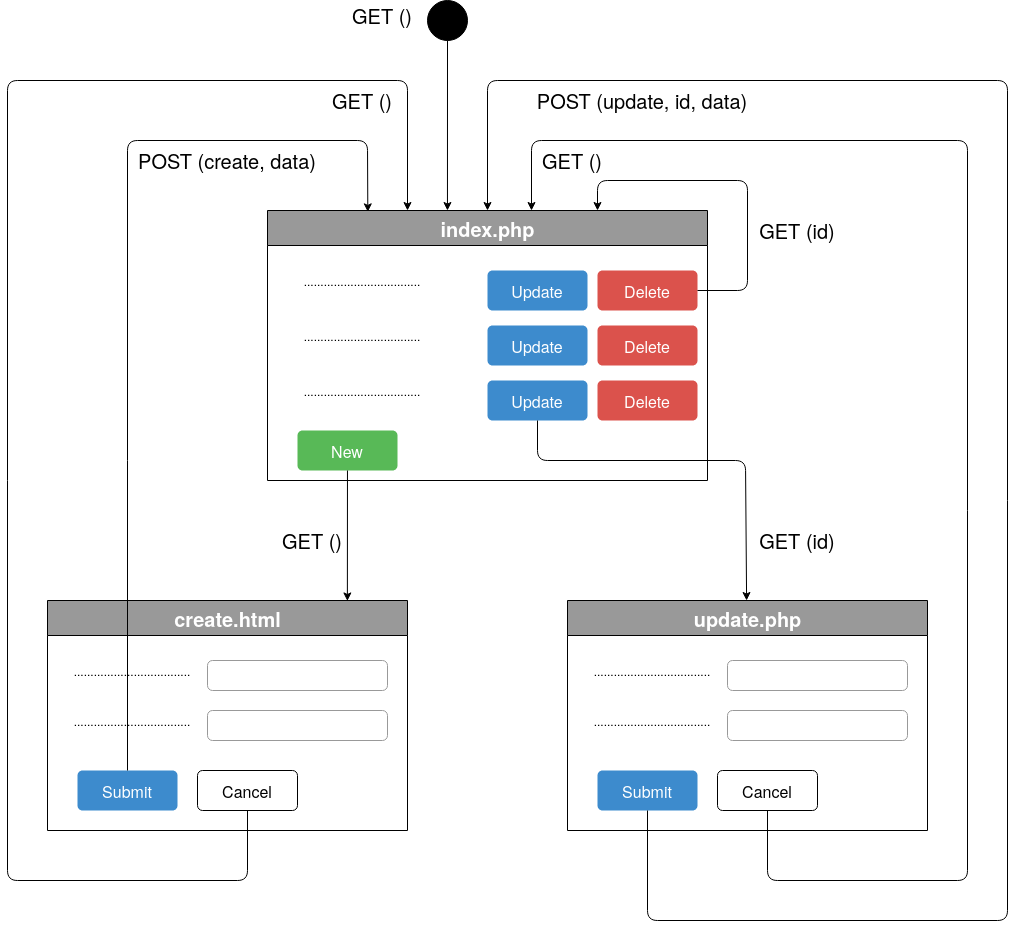 GET ()
GET ()
POST (update, id, data)
POST (create, data)
GET ()
GET (id)
index.php
Update
Delete
Update
Delete
Update
Delete
New
GET ()
GET (id)
create.html
update.php
Submit
Cancel
Submit
Cancel